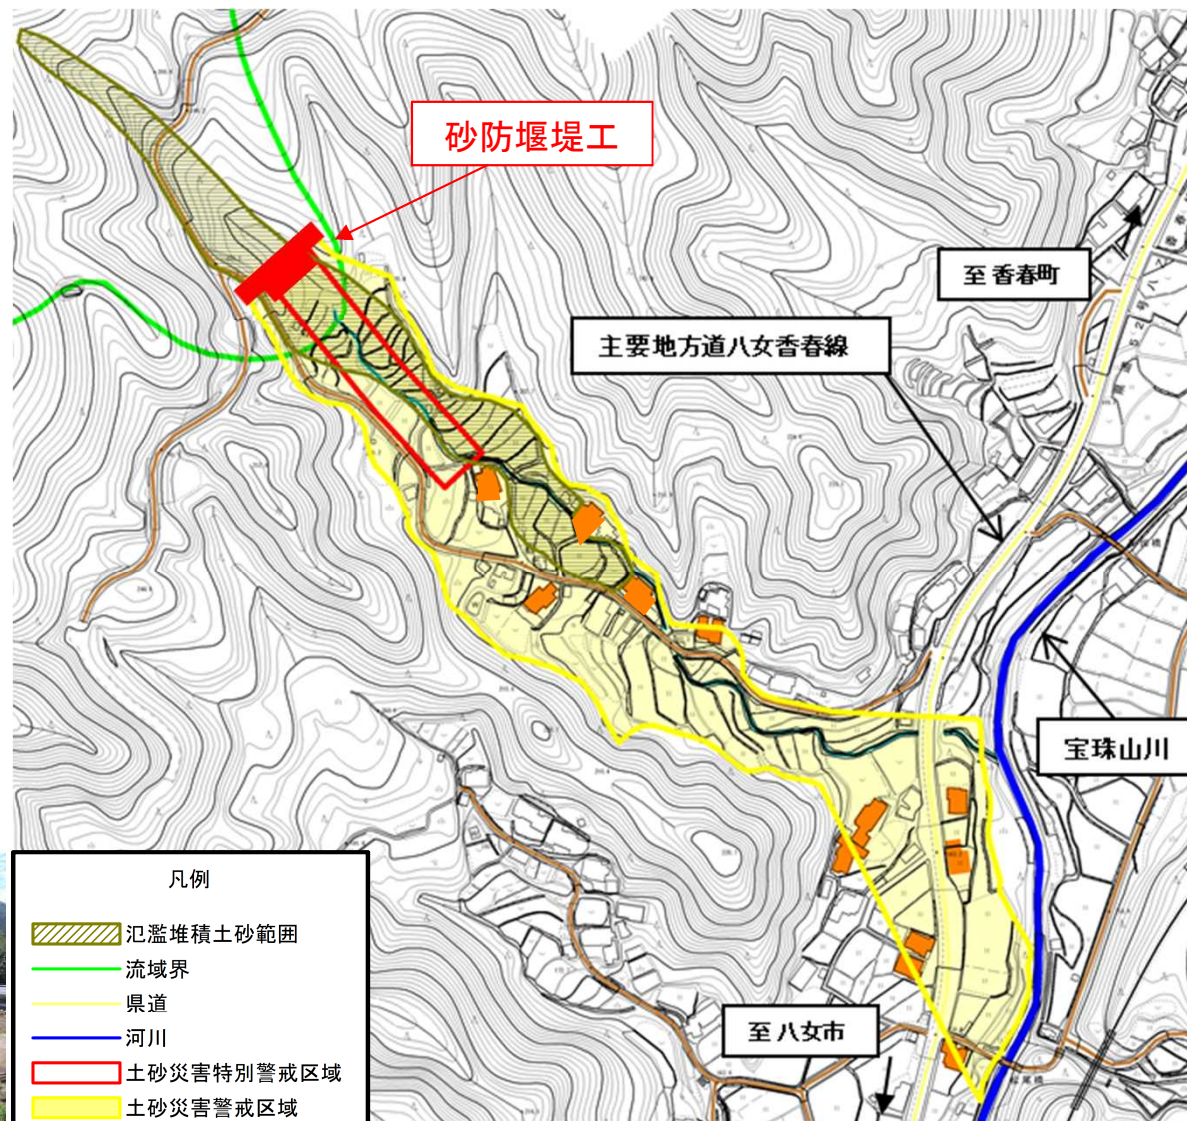 砂防堰堤工
至 香春町
主要地方道八女香春線
宝珠山川
至 八女市
凡例
氾濫堆積土砂範囲
流域界
県道
河川
土砂災害特別警戒区域
土砂災害警戒区域